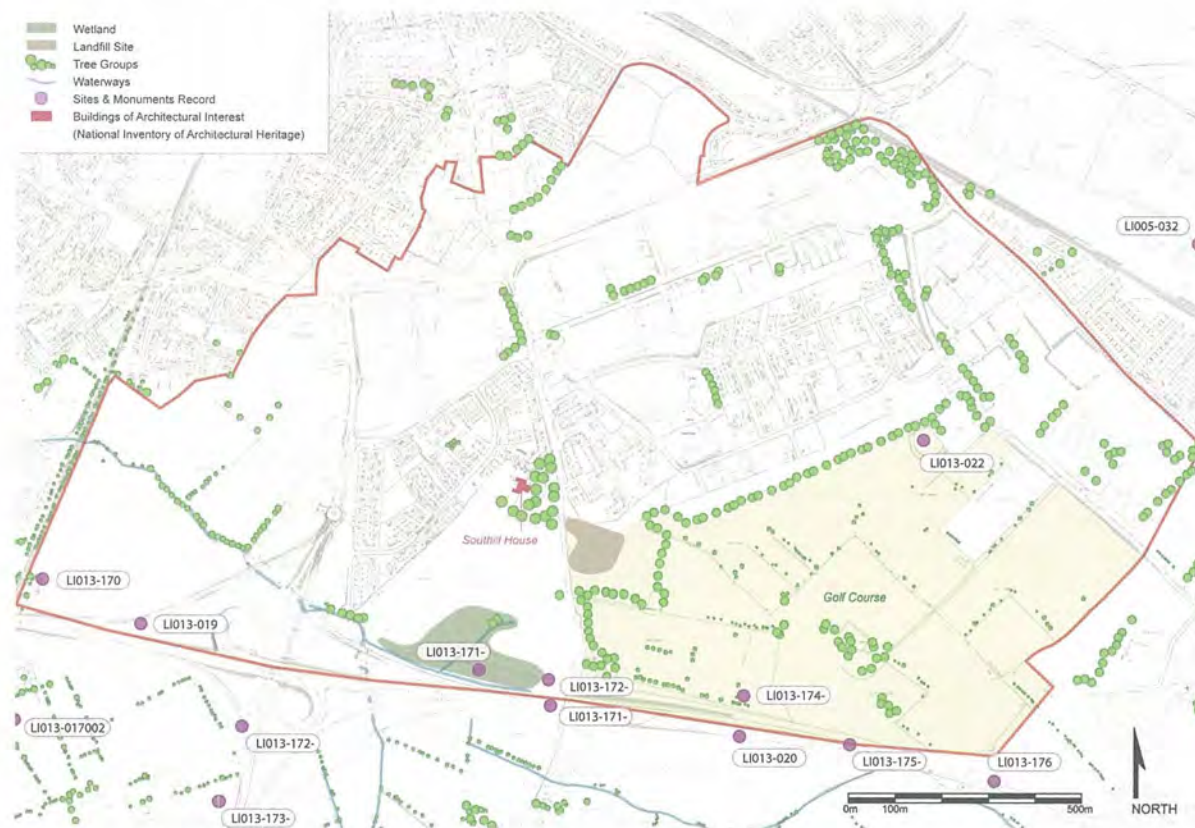 Wetland
Landfill Site
Tree Groups
Waterways
Sites & Monuments Record
Buildings of Architectural Interest
(National Inventory of Architectural Heritage)
LI005-032
LI013-022
Southill House
LI013-170
Golf Course
LI013-019
LI013-171-
LI013-172-
LI013-174-
LI013-171-
LI013-017002
LI013-172-
LI013-020
LI013-175-
LI013-176
LI013-173-
0m
100m
500m
NORTH